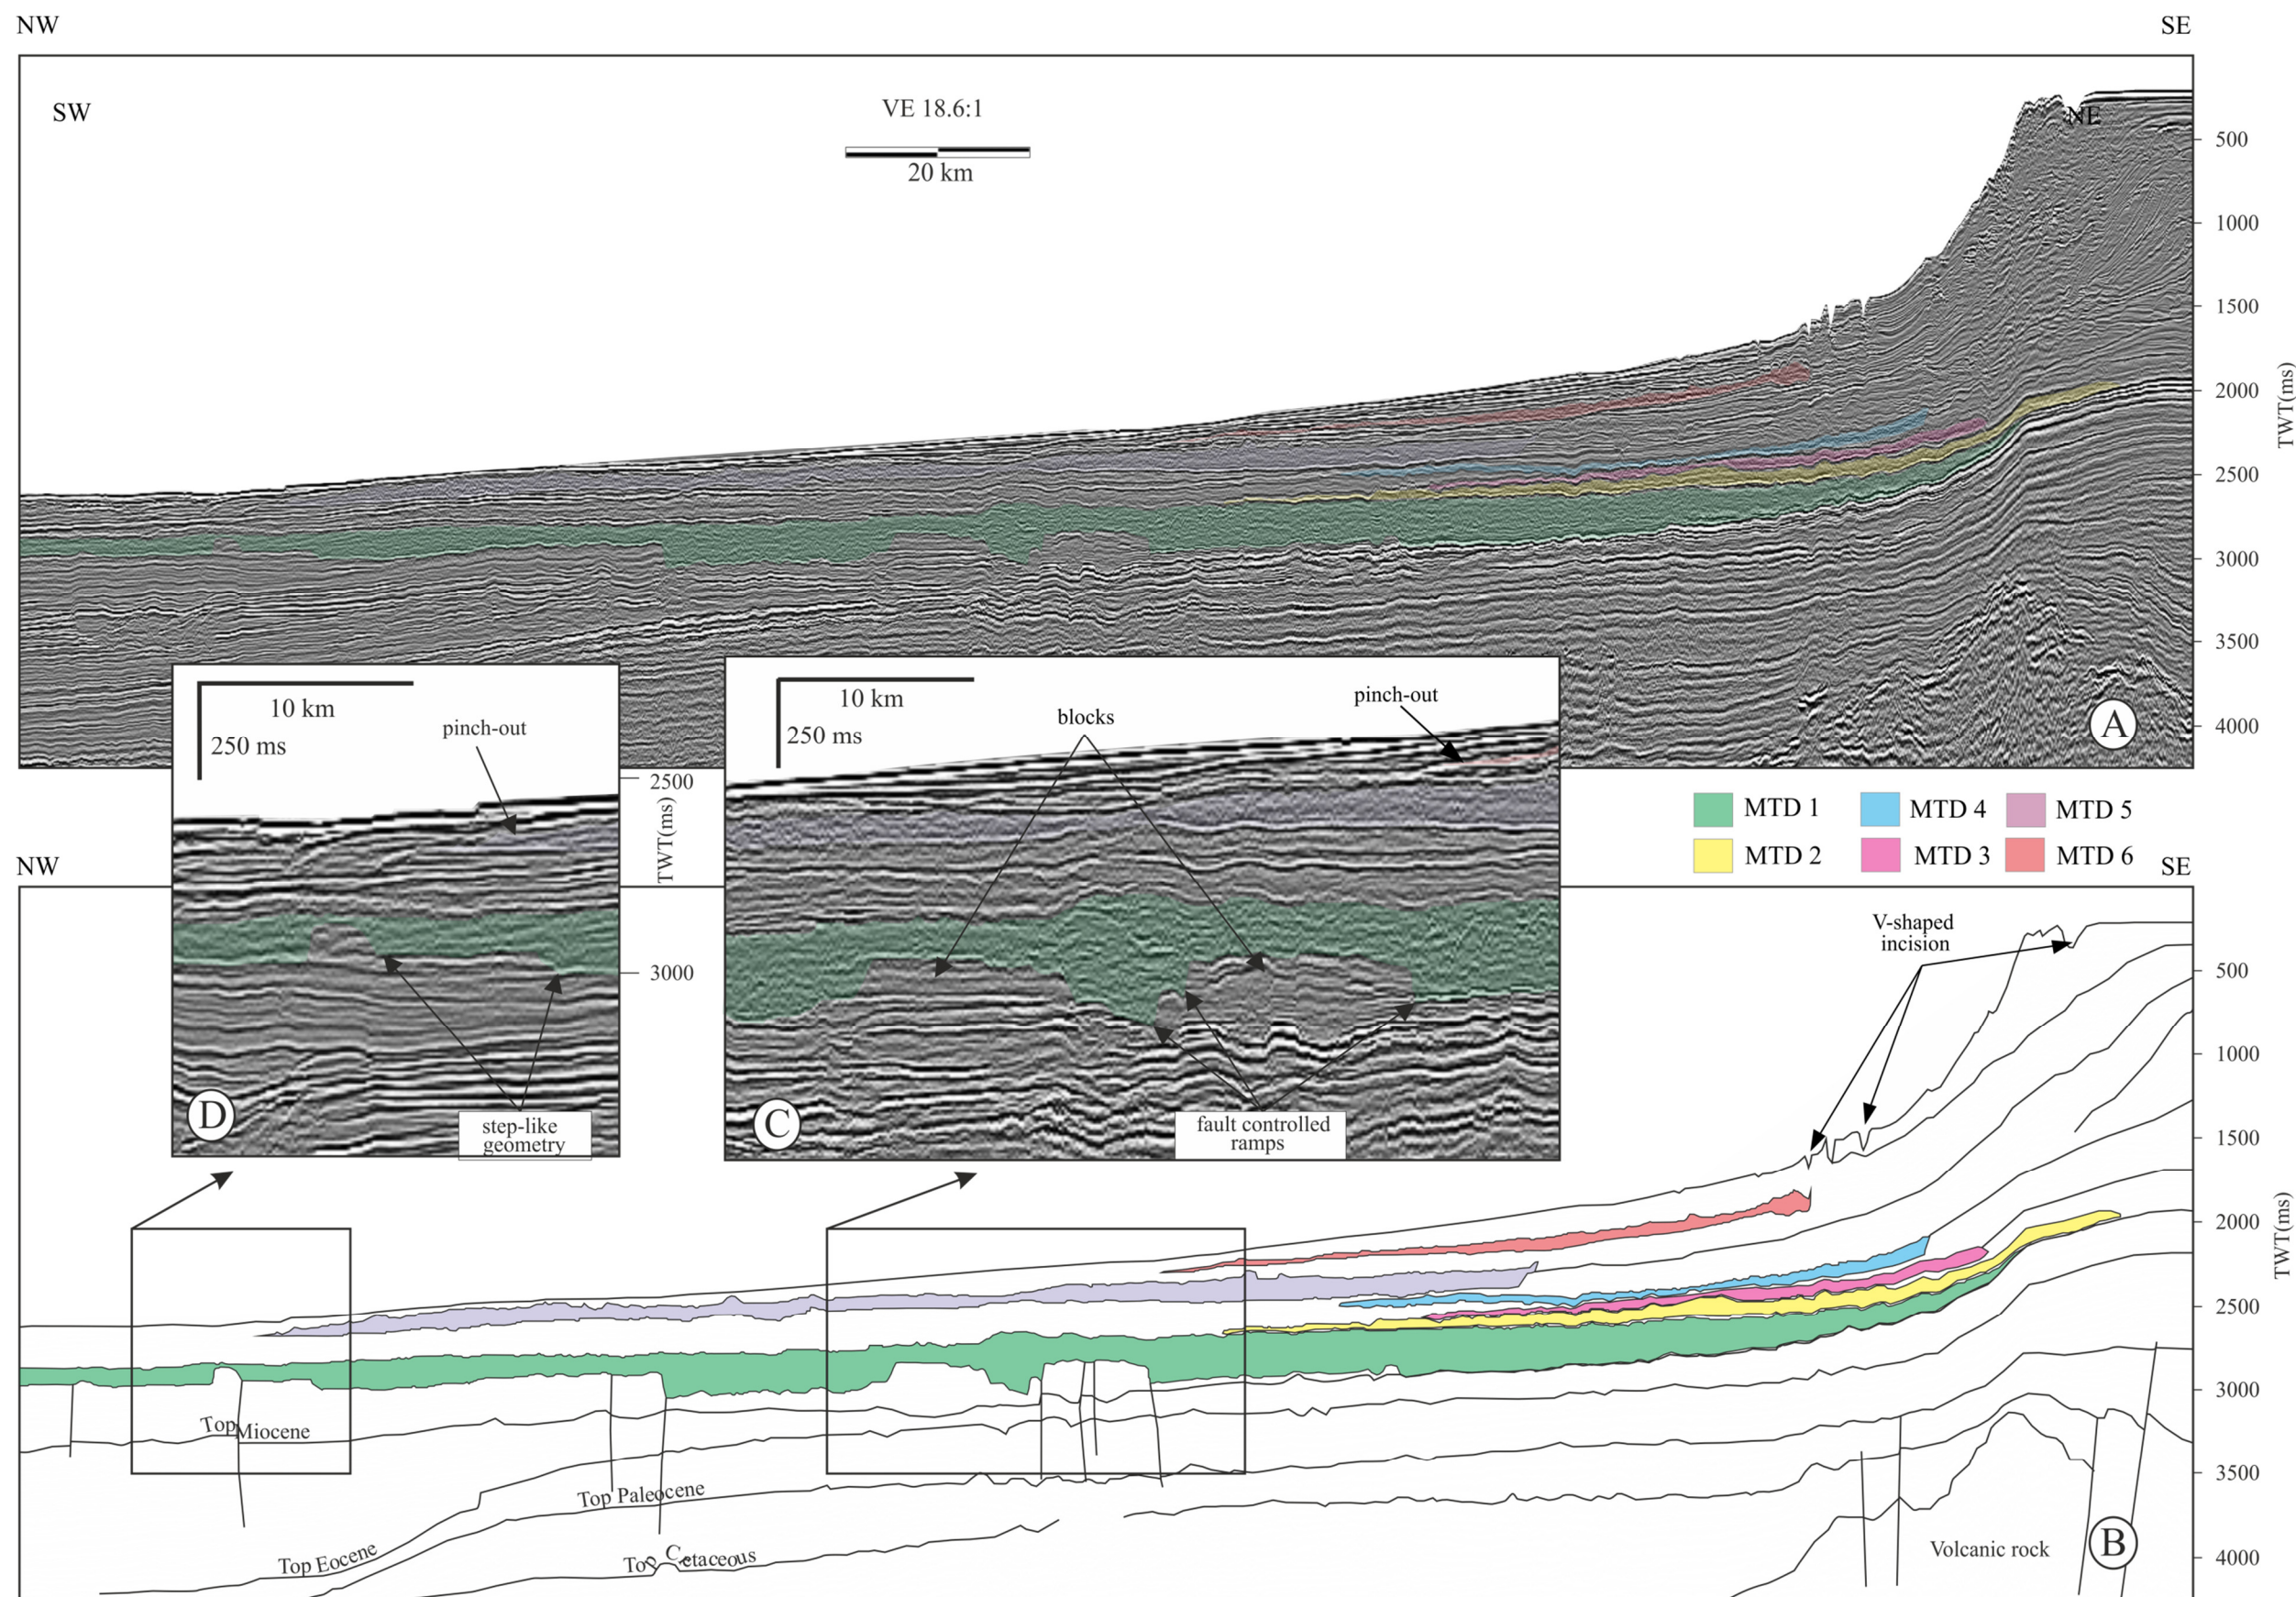 NW
SE
SW
VE 18.6:1
NE
20 km
500
1000
1500
2000
TWT(ms)
2500
3000
3500
4000
A
10 km
250 ms
pinch-out
2500
TWT(ms)
3000
step-like
geometry
D
10 km
250 ms
blocks
pinch-out
fault controlled
ramps
C
MTD 1
MTD 4
MTD 5
MTD 2
MTD 3
MTD 6
NW
SE
V-shaped
incision
500
1000
1500
2000
TWT(ms)
2500
3000
3500
4000
Top Miocene
Top Paleocene
Top Eocene
Top Cetaceous
Volcanic rock
B